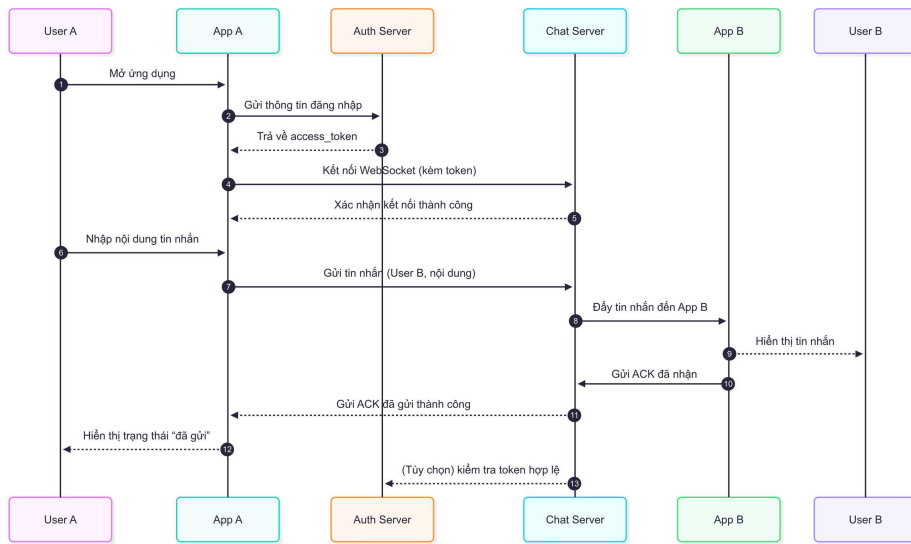 User A
App A
Auth Server
Chat Server
App B
User B
1 Mở ứng dụng
2 Gửi thông tin đăng nhập
3 Trả về access_token
4 Kết nối WebSocket (kèm token)
5 Xác nhận kết nối thành công
6 Nhập nội dung tin nhắn
7 Gửi tin nhắn (User B, nội dung)
8 Đẩy tin nhắn đến App B
9 Hiển thị tin nhắn
10 Gửi ACK đã nhận
11 Gửi ACK đã gửi thành công
12 Hiển thị trạng thái “đã gửi”
13 (Tùy chọn) kiểm tra token hợp lệ
User A
App A
Auth Server
Chat Server
App B
User B